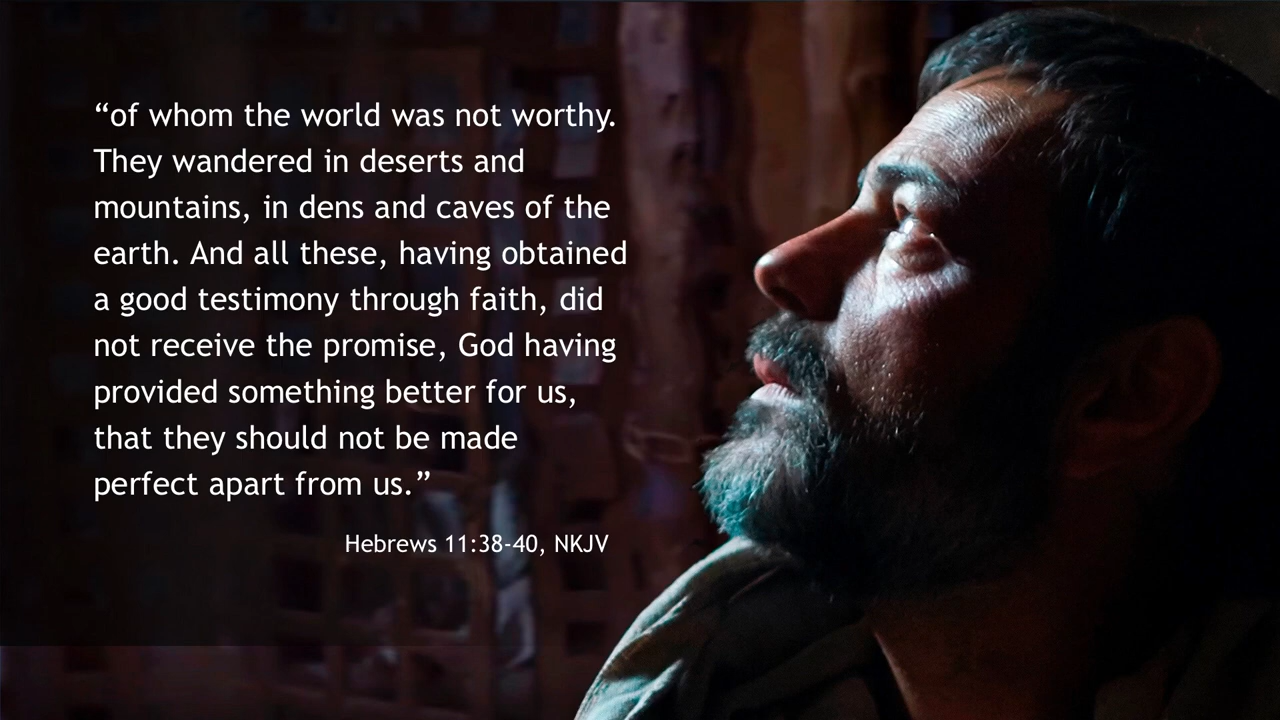 “of whom the world was not worthy.
They wandered in deserts and
mountains, in dens and caves of the
earth. And all these, having obtained
a good testimony through faith, did
not receive the promise, God having
provided something better for us,
that they should not be made
perfect apart from us.”
Hebrews 11:38-40, NKJV